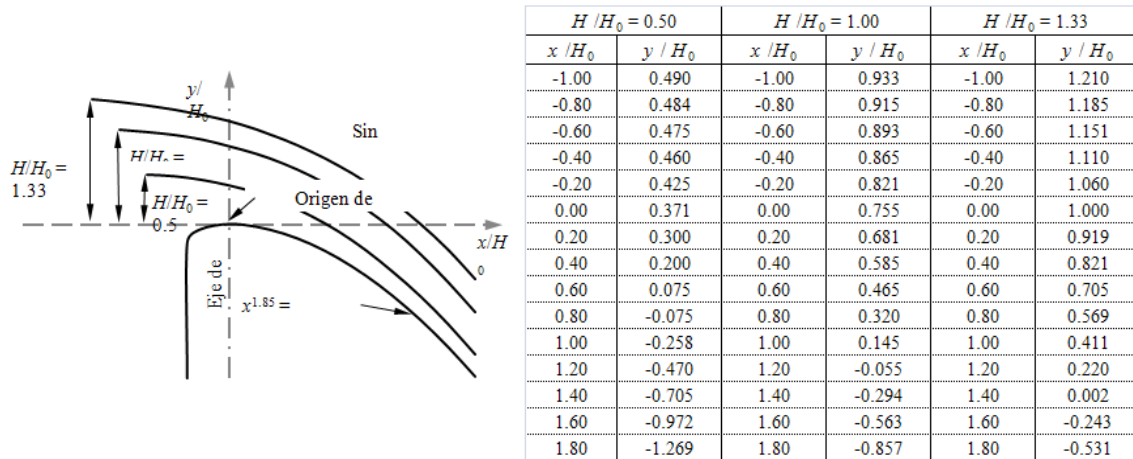 y/
H₀
Sin
H/H₀ =
H/H₀ =
1.33
Origen de
H/H₀ =
0.5
x/H
0
Eje de
x^1.85 =
H /H₀ = 0.50 H /H₀ = 1.00 H /H₀ = 1.33
x /H₀ y / H₀ x /H₀ y / H₀ x /H₀ y / H₀
-1.00 0.490 -1.00 0.933 -1.00 1.210
-0.80 0.484 -0.80 0.915 -0.80 1.185
-0.60 0.475 -0.60 0.893 -0.60 1.151
-0.40 0.460 -0.40 0.865 -0.40 1.110
-0.20 0.425 -0.20 0.821 -0.20 1.060
0.00 0.371 0.00 0.755 0.00 1.000
0.20 0.300 0.20 0.681 0.20 0.919
0.40 0.200 0.40 0.585 0.40 0.821
0.60 0.075 0.60 0.465 0.60 0.705
0.80 -0.075 0.80 0.320 0.80 0.569
1.00 -0.258 1.00 0.145 1.00 0.411
1.20 -0.470 1.20 -0.055 1.20 0.220
1.40 -0.705 1.40 -0.294 1.40 0.002
1.60 -0.972 1.60 -0.563 1.60 -0.243
1.80 -1.269 1.80 -0.857 1.80 -0.531